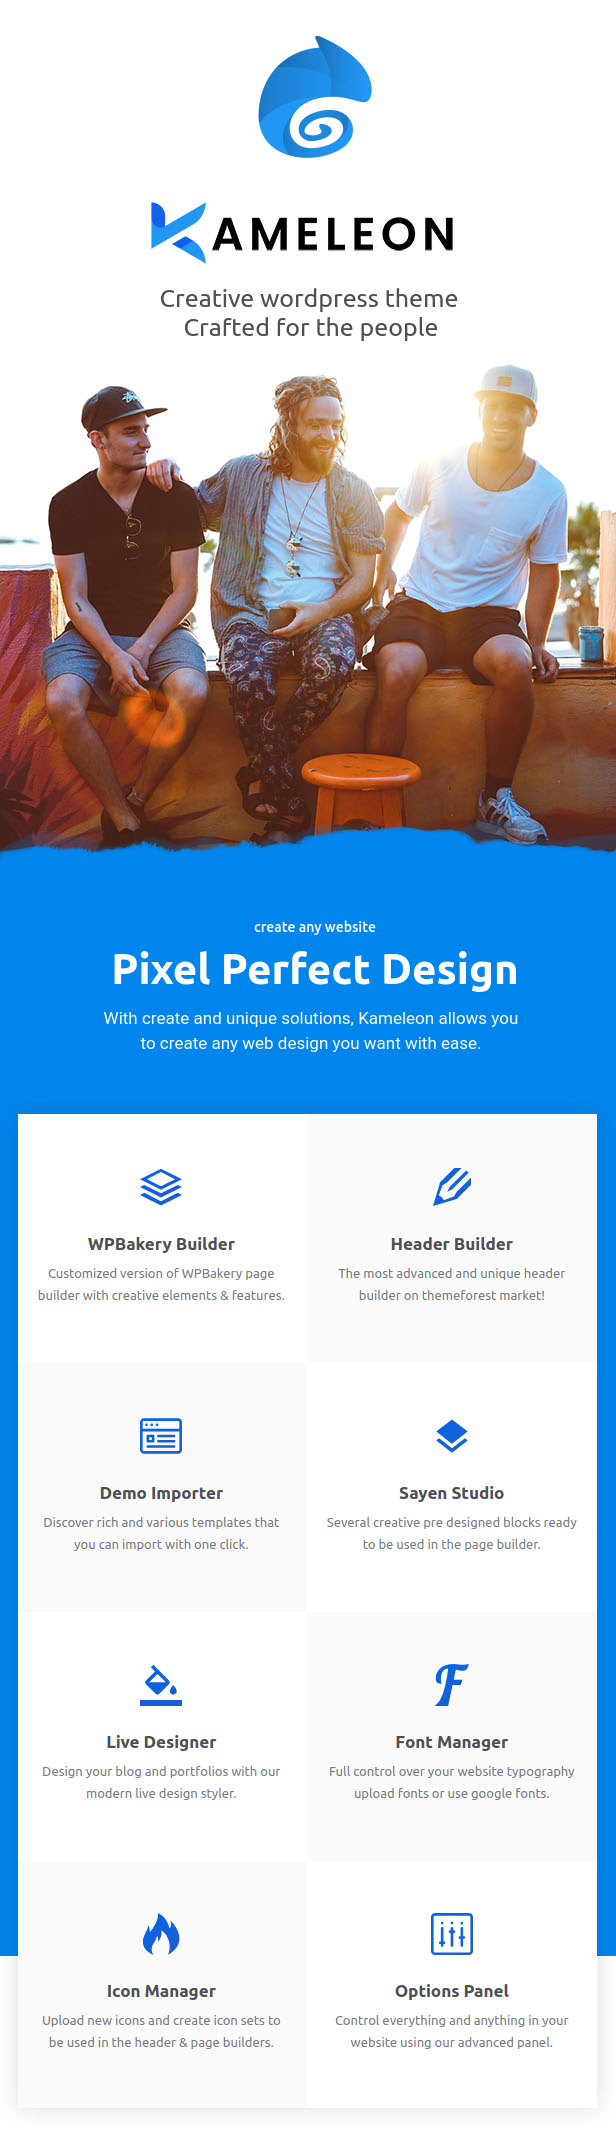 KAMELEON
Creative wordpress theme
Crafted for the people
create any website
Pixel Perfect Design
With create and unique solutions, Kameleon allows you
to create any web design you want with ease.
WPBakery Builder
Customized version of WPBakery page
builder with creative elements & features.
Header Builder
The most advanced and unique header
builder on themeforest market!
Demo Importer
Discover rich and various templates that
you can import with one click.
Sayen Studio
Several creative pre designed blocks ready
to be used in the page builder.
Live Designer
Design your blog and portfolios with our
modern live design styler.
F
Font Manager
Full control over your website typography
upload fonts or use google fonts.
Icon Manager
Upload new icons and create icon sets to
be used in the header & page builders.
Options Panel
Control everything and anything in your
website using our advanced panel.